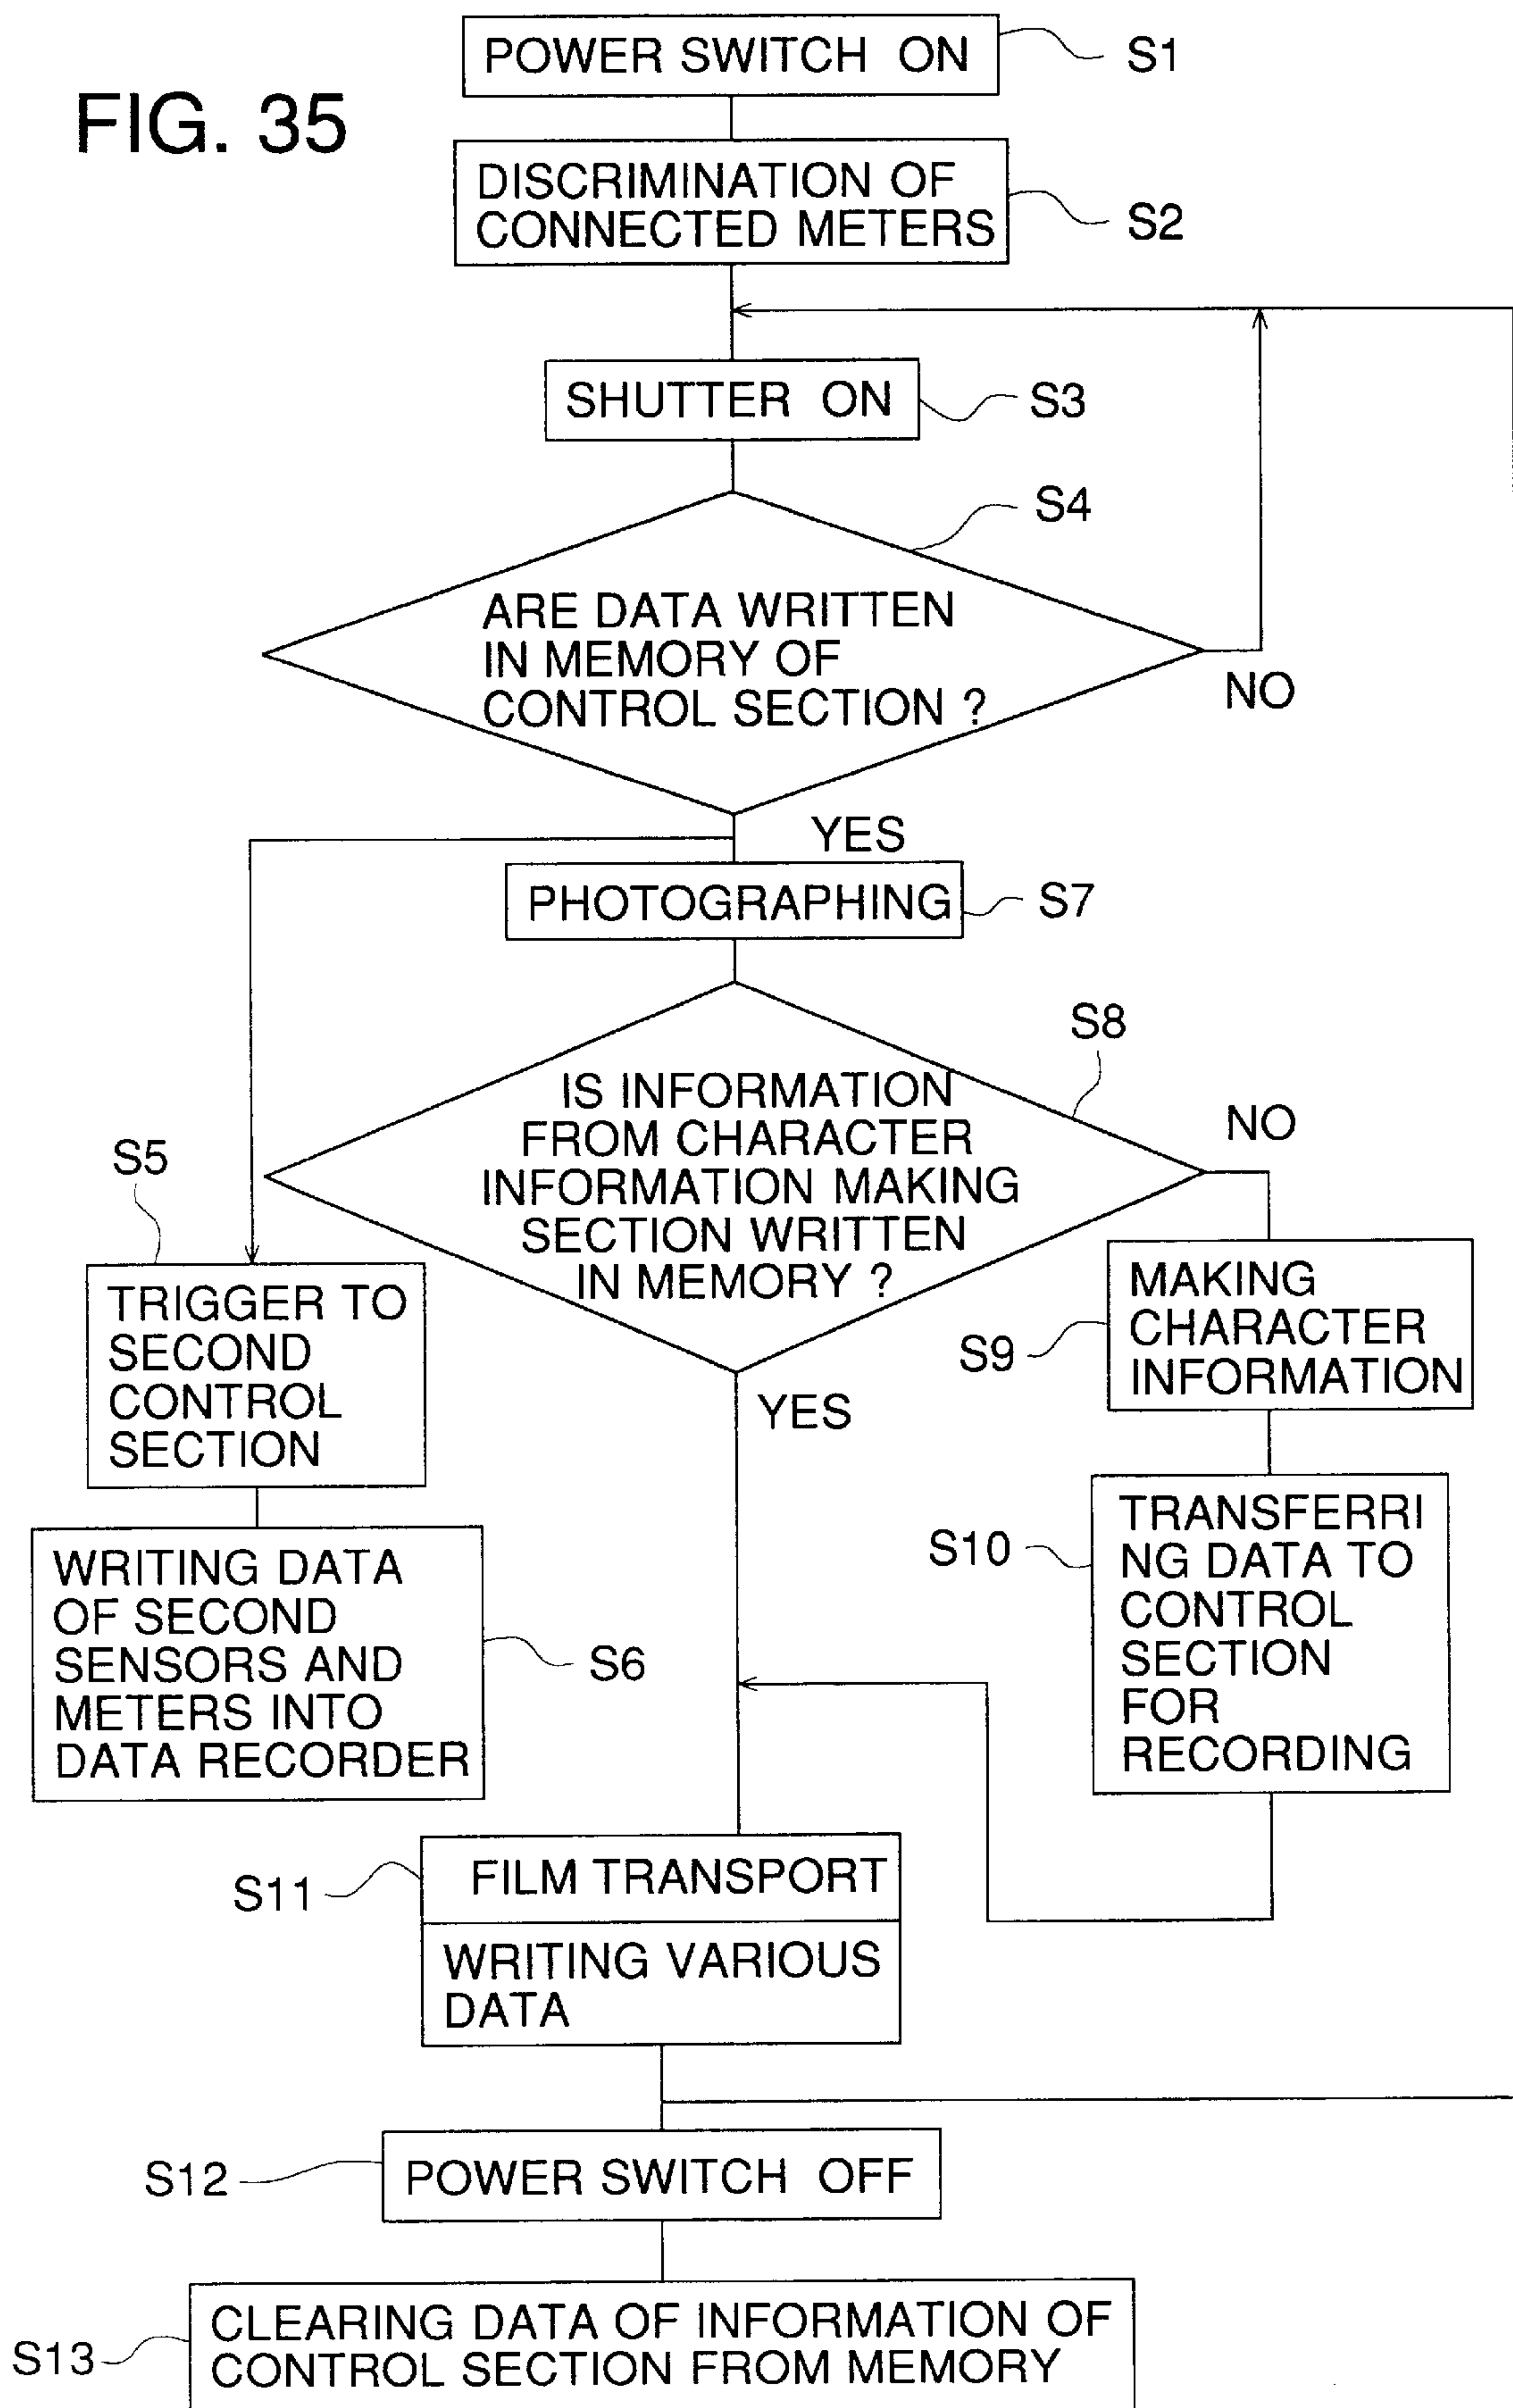 FIG. 35
POWER SWITCH ON
S1
DISCRIMINATION OF
CONNECTED METERS
S2
SHUTTER ON
S3
S4
ARE DATA WRITTEN
IN MEMORY OF
CONTROL SECTION ?
NO
YES
PHOTOGRAPHING
S7
S8
IS INFORMATION
FROM CHARACTER
INFORMATION MAKING
SECTION WRITTEN
IN MEMORY ?
NO
YES
S5
TRIGGER TO
SECOND
CONTROL
SECTION
WRITING DATA
OF SECOND
SENSORS AND
METERS INTO
DATA RECORDER
S6
S9
MAKING
CHARACTER
INFORMATION
S10
TRANSFERRI
NG DATA TO
CONTROL
SECTION
FOR
RECORDING
S11
FILM TRANSPORT
WRITING VARIOUS
DATA
S12
POWER SWITCH OFF
S13
CLEARING DATA OF INFORMATION OF
CONTROL SECTION FROM MEMORY